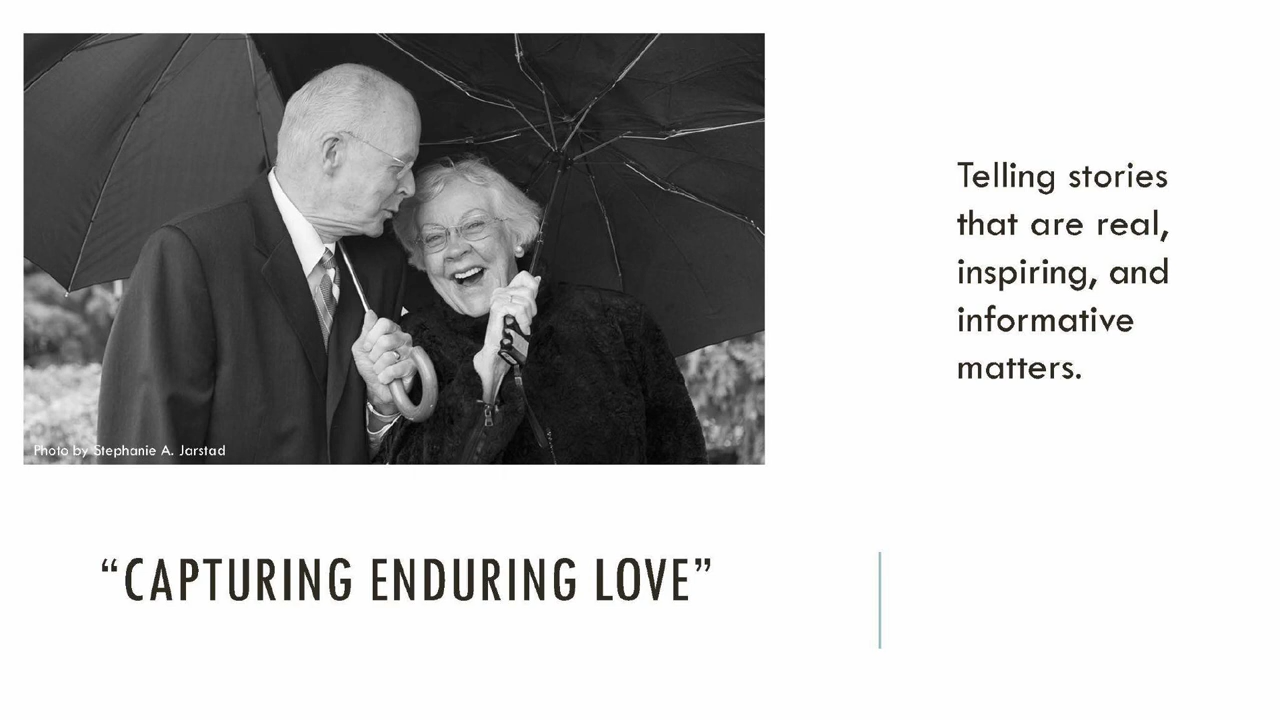 Telling stories
that are real,
inspiring, and
informative
matters.
Photo by Stephanie A. Jarstad
“CAPTURING ENDURING LOVE”